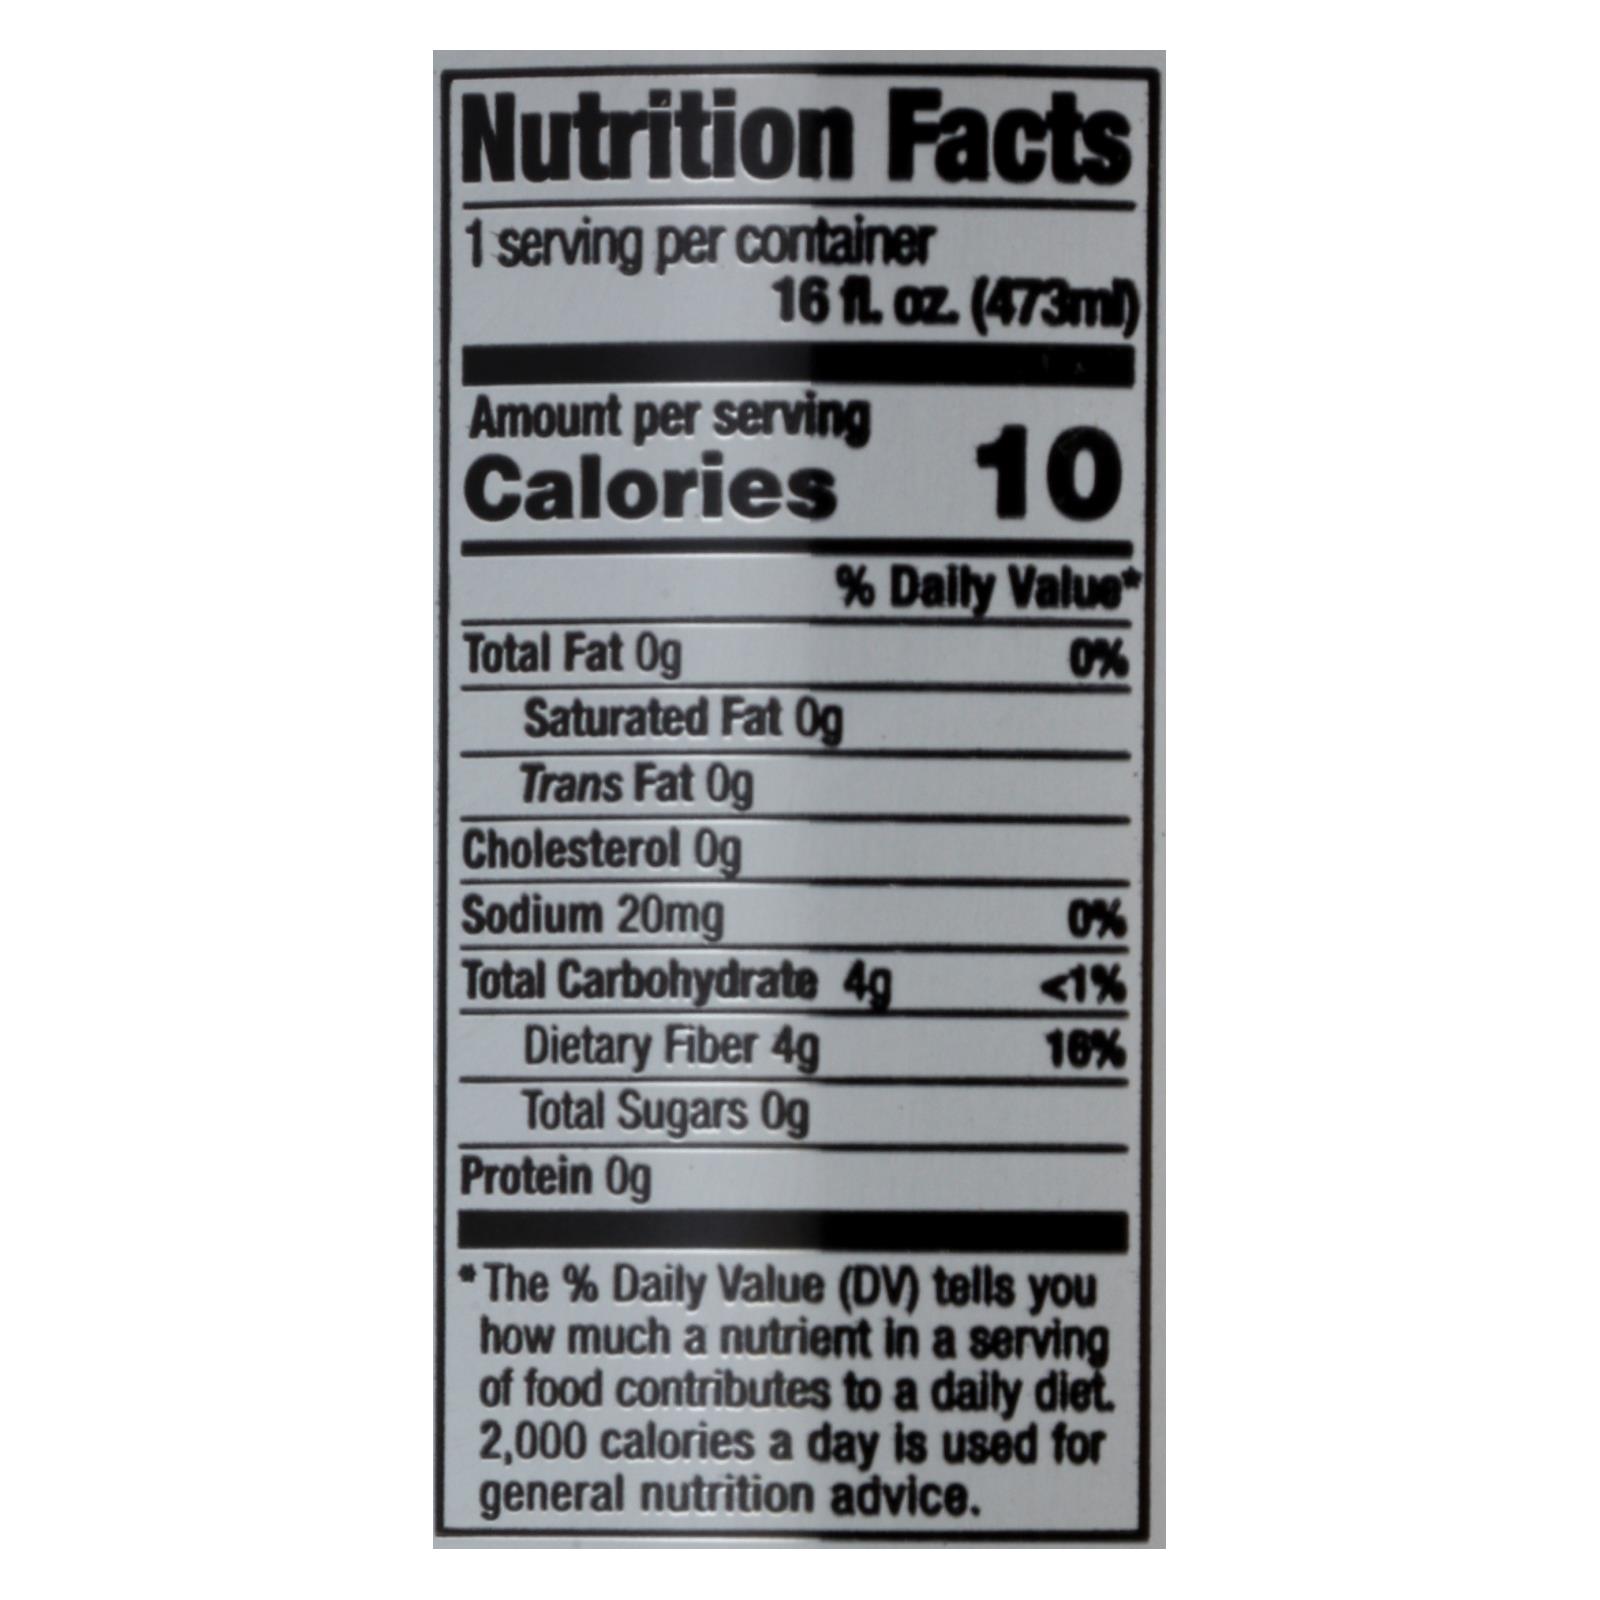 Nutrition Facts
1 serving per container
16 fl. oz. (473ml)
Amount per serving
Calories 10
% Daily Value*
Total Fat 0g 0%
Saturated Fat 0g
Trans Fat 0g
Cholesterol 0g
Sodium 20mg 0%
Total Carbohydrate 4g <1%
Dietary Fiber 4g 16%
Total Sugars 0g
Protein 0g
* The % Daily Value (DV) tells you
how much a nutrient in a serving
of food contributes to a daily diet.
2,000 calories a day is used for
general nutrition advice.